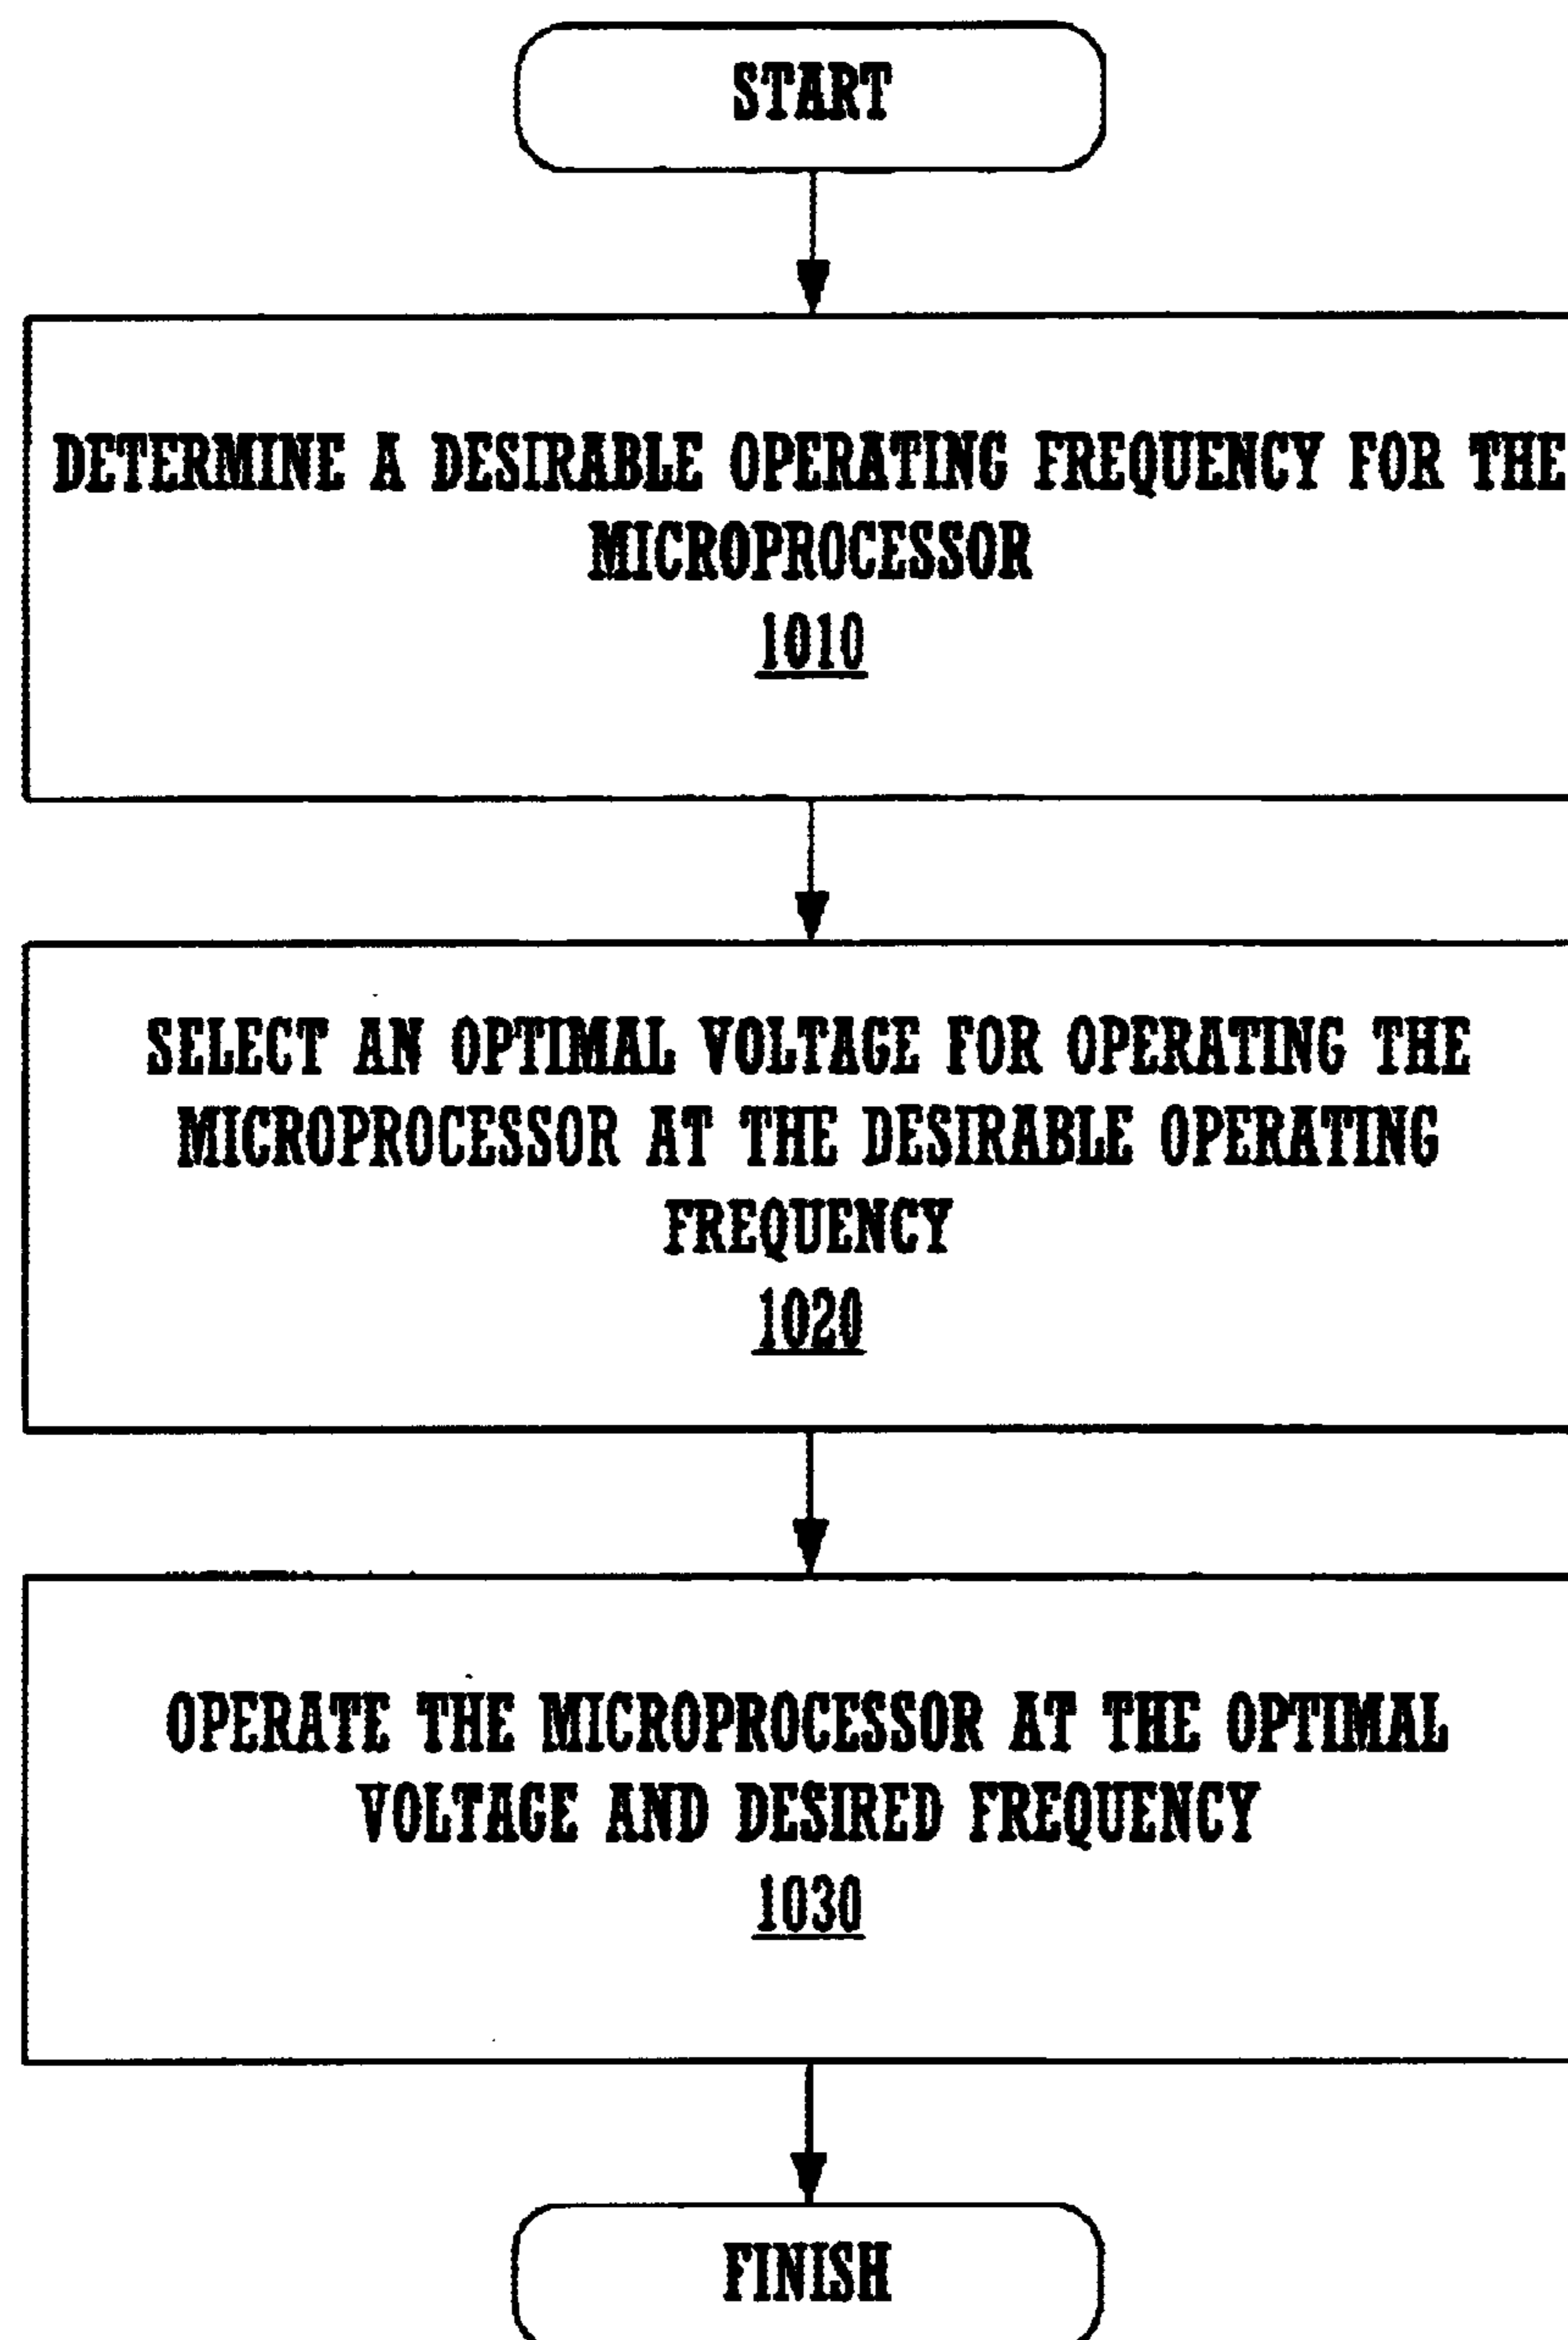 START
DETERMINE A DESIRABLE OPERATING FREQUENCY FOR THE
MICROPROCESSOR
1010
SELECT AN OPTIMAL VOLTAGE FOR OPERATING THE
MICROPROCESSOR AT THE DESIRABLE OPERATING
FREQUENCY
1020
OPERATE THE MICROPROCESSOR AT THE OPTIMAL
VOLTAGE AND DESIRED FREQUENCY
1030
FINISH